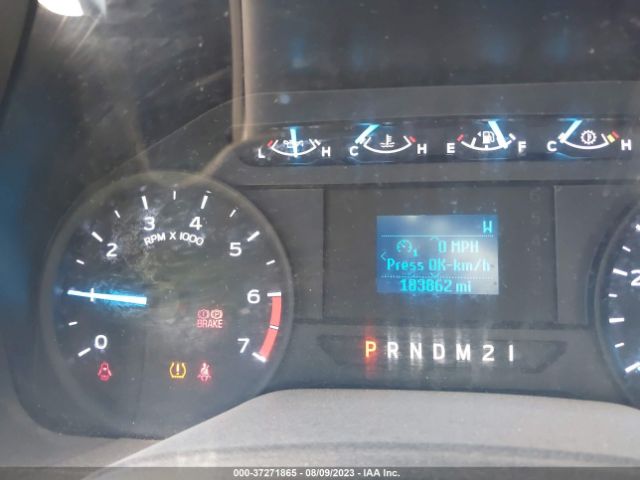 L H C H E F C H
0 1 2 3 4 5 6 7
RPM X 1000
BRAKE
W
0 MPH
Press OK-km/h
183862 mi
P R N D M 2 1
2
000-37271865 - 08/09/2023 - IAA Inc.